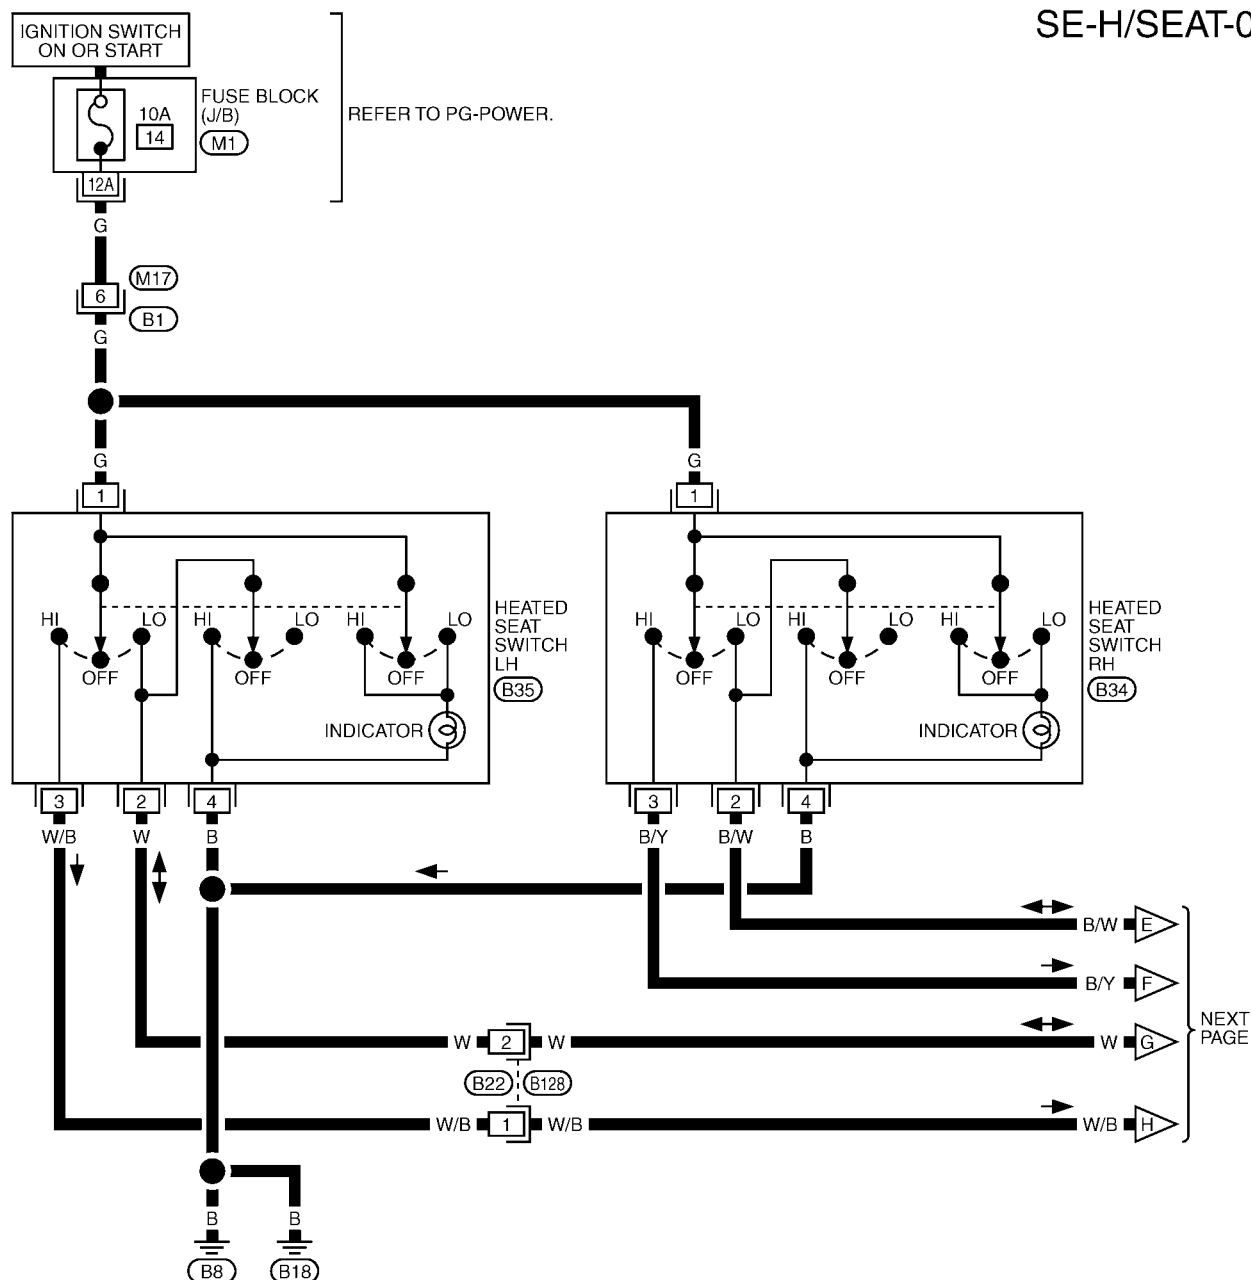 SE-H/SEAT-0
IGNITION SWITCH
ON OR START
FUSE BLOCK
(J/B)
M1
10A
14
REFER TO PG-POWER.
12A
G
M17
6
B1
G
G
G
1
1
HI
LO
HI
LO
HI
LO
OFF
OFF
OFF
INDICATOR
HEATED
SEAT
SWITCH
LH
B35
HI
LO
HI
LO
HI
LO
OFF
OFF
OFF
INDICATOR
HEATED
SEAT
SWITCH
RH
B34
3
2
4
3
2
4
W/B
W
B
B/Y
B/W
B
B/W
E
B/Y
F
W
2
W
W
G
B22
B128
W/B
1
W/B
W/B
H
NEXT
PAGE
B
B
B8
B18